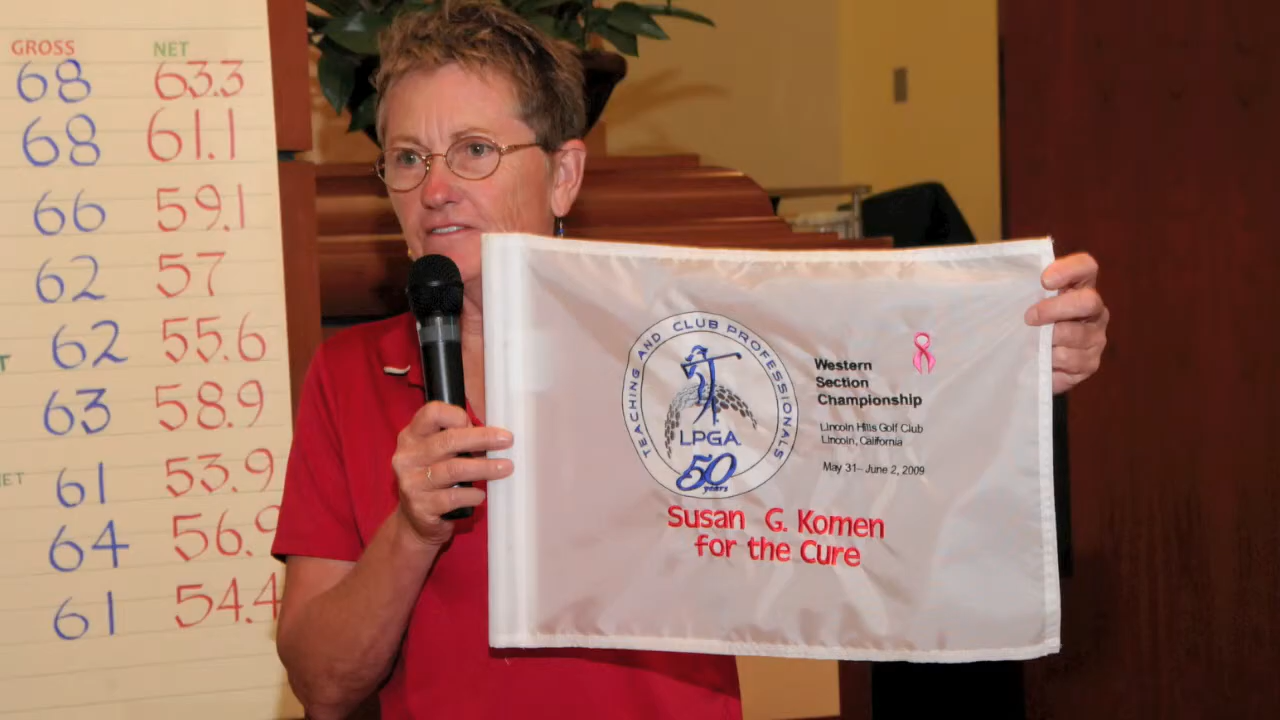 GROSS NET
68 63.3
68 61.1
66 59.1
62 57
T 62 55.6
63 58.9
ET 61 53.9
64 56.9
61 54.4
TEACHING AND CLUB PROFESSIONALS
LPGA
50
years
Western
Section
Championship
Lincoln Hills Golf Club
Lincoln, California
May 31– June 2, 2009
Susan G. Komen
for the Cure